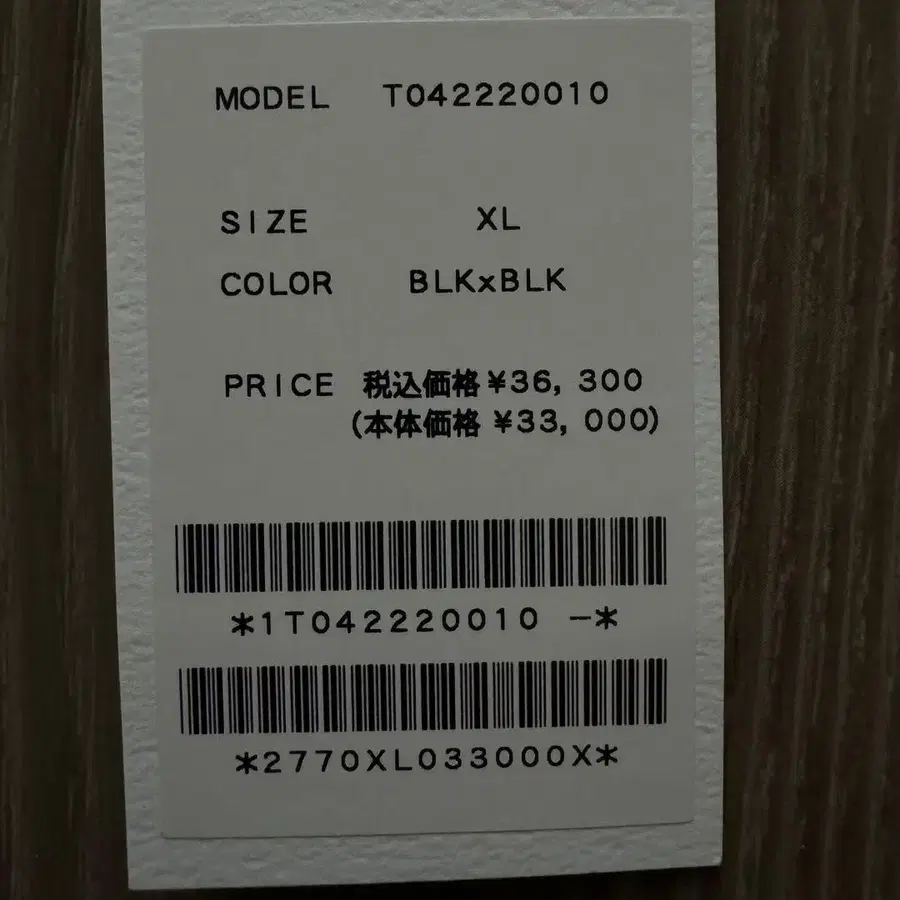 MODEL T042220010
SIZE XL
COLOR BLKxBLK
PRICE 税込価格 ¥36, 300
(本体価格 ¥33, 000)
*1T042220010 -*
*2770XL033000X*